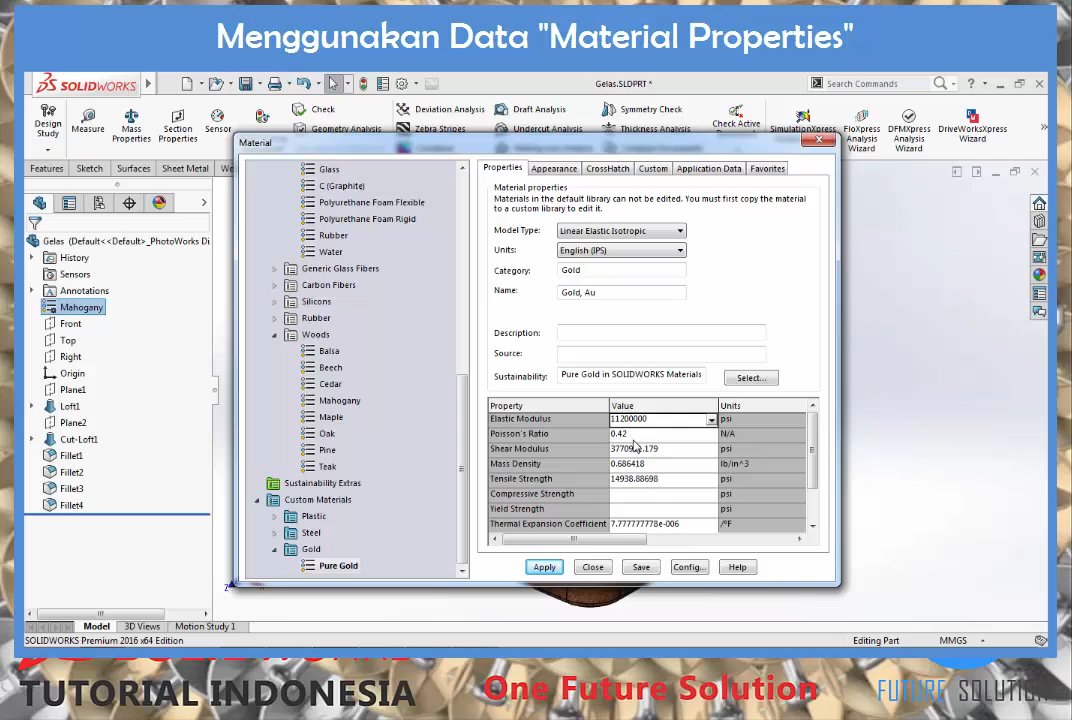 Menggunakan Data "Material Properties"
SOLIDWORKS
Gelas.SLDPRT *
Search Commands
Design Study
Measure
Mass Properties
Section Properties
Sensor
Check
Geometry Analysis
Deviation Analysis
Zebra Stripes
Draft Analysis
Undercut Analysis
Symmetry Check
Thickness Analysis
Check Active
SimulationXpress
FloXpress Analysis Wizard
DFMXpress Analysis Wizard
DriveWorksXpress Wizard
Features
Sketch
Surfaces
Sheet Metal
Material
Gelas (Default<<Default>_PhotoWorks Di
History
Sensors
Annotations
Mahogany
Front
Top
Right
Origin
Plane1
Loft1
Plane2
Cut-Loft1
Fillet1
Fillet2
Fillet3
Fillet4
Glass
C (Graphite)
Polyurethane Foam Flexible
Polyurethane Foam Rigid
Rubber
Water
Generic Glass Fibers
Carbon Fibers
Silicons
Rubber
Woods
Balsa
Beech
Cedar
Mahogany
Maple
Oak
Pine
Teak
Sustainability Extras
Custom Materials
Plastic
Steel
Gold
Pure Gold
Properties Appearance CrossHatch Custom Application Data Favorites
Material properties
Materials in the default library can not be edited. You must first copy the material
to a custom library to edit it.
Model Type: Linear Elastic Isotropic
Units: English (IPS)
Category: Gold
Name: Gold, Au
Description:
Source:
Sustainability: Pure Gold in SOLIDWORKS Materials Select...
Property Value Units
Elastic Modulus 11200000 psi
Poisson's Ratio 0.42 N/A
Shear Modulus psi
Mass Density 0.686418 lb/in^3
Tensile Strength 14938.88698 psi
Compressive Strength psi
Yield Strength psi
Thermal Expansion Coefficient 7.777777778e-006 /°F
Apply Close Save Config... Help
Model 3D Views Motion Study 1
SOLIDWORKS Premium 2016 x64 Edition
Editing Part
MMGS
TUTORIAL INDONESIA
One Future Solution
FUTURE